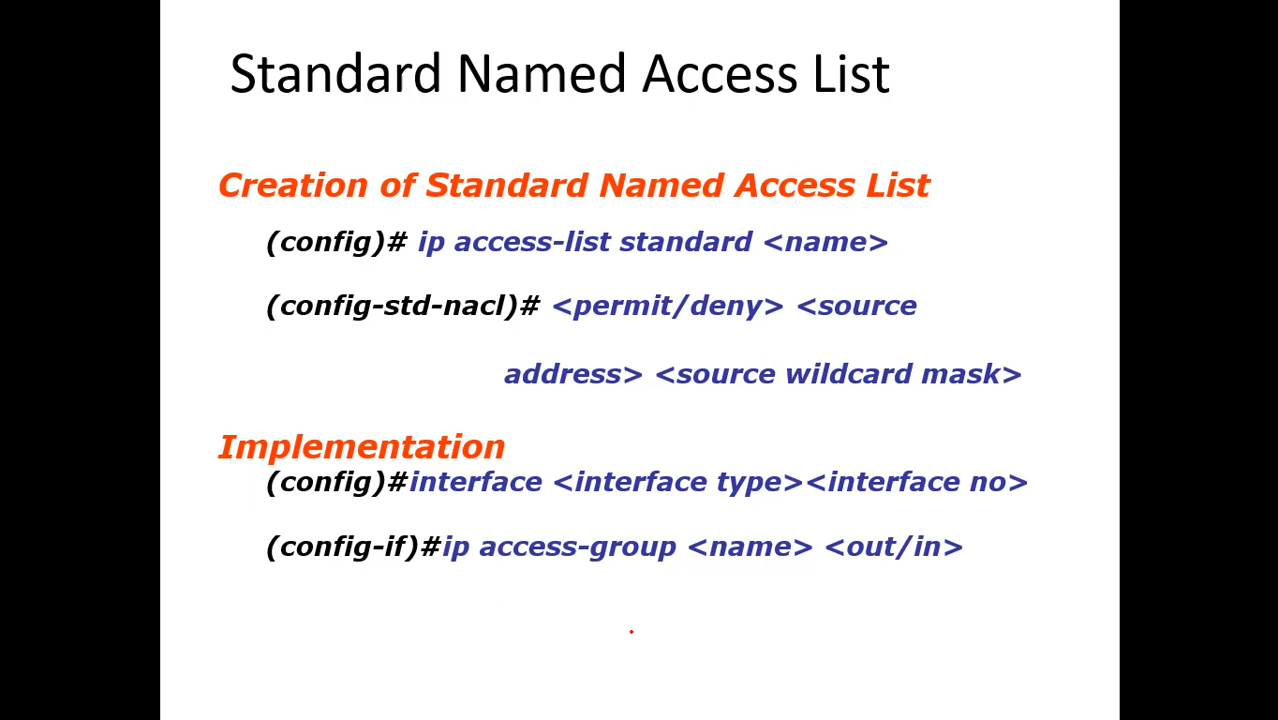 Standard Named Access List
Creation of Standard Named Access List
(config)# ip access-list standard <name>
(config-std-nacl)# <permit/deny> <source
address> <source wildcard mask>
Implementation
(config)#interface <interface type><interface no>
(config-if)#ip access-group <name> <out/in>